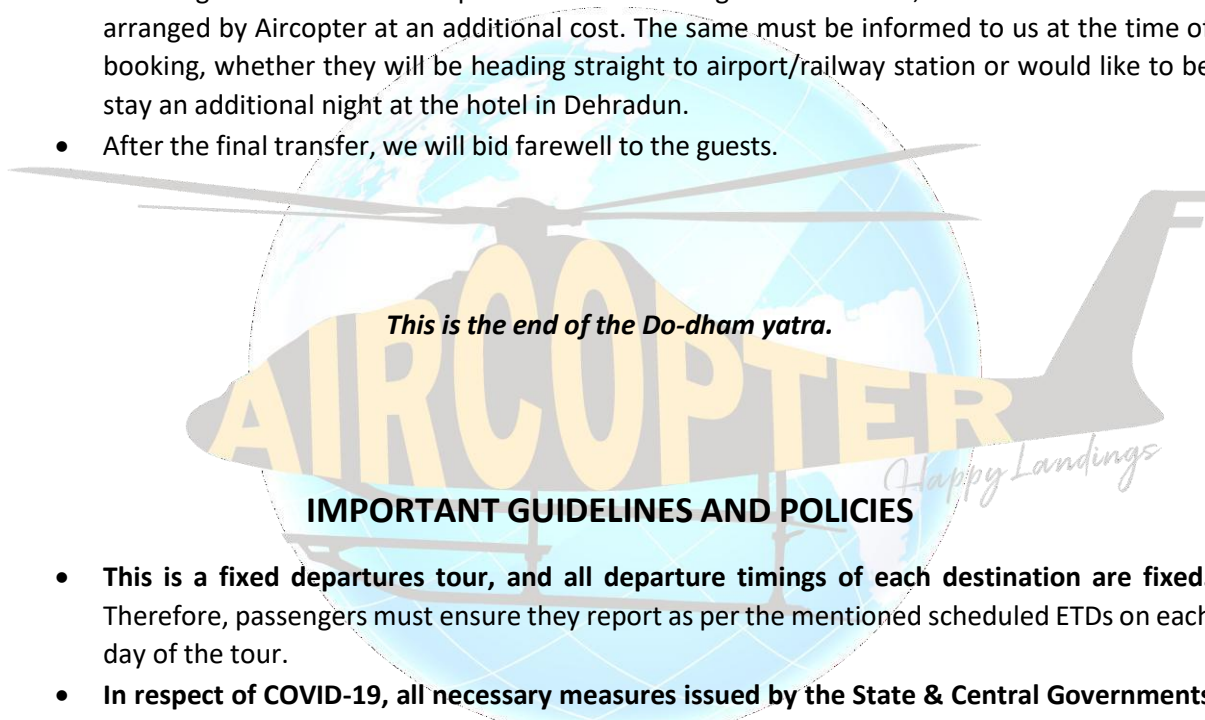 arranged by Aircopter at an additional cost. The same must be informed to us at the time of
booking, whether they will be heading straight to airport/railway station or would like to be
stay an additional night at the hotel in Dehradun.
• After the final transfer, we will bid farewell to the guests.
This is the end of the Do-dham yatra.
AIRCOPTER
Happy Landings
IMPORTANT GUIDELINES AND POLICIES
• This is a fixed departures tour, and all departure timings of each destination are fixed.
Therefore, passengers must ensure they report as per the mentioned scheduled ETDs on each
day of the tour.
• In respect of COVID-19, all necessary measures issued by the State & Central Governments